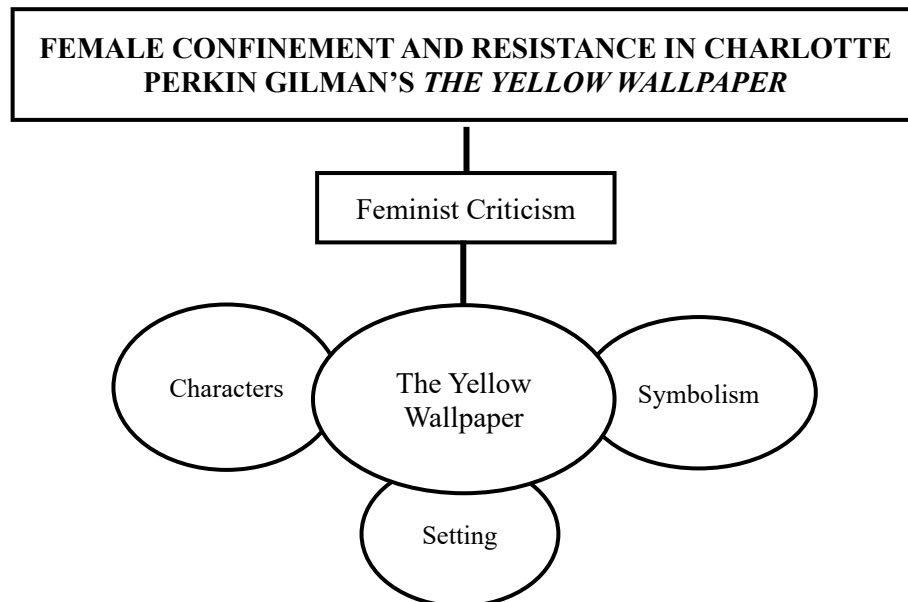 FEMALE CONFINEMENT AND RESISTANCE IN CHARLOTTE
PERKIN GILMAN’S THE YELLOW WALLPAPER
Feminist Criticism
Characters
The Yellow
Wallpaper
Symbolism
Setting